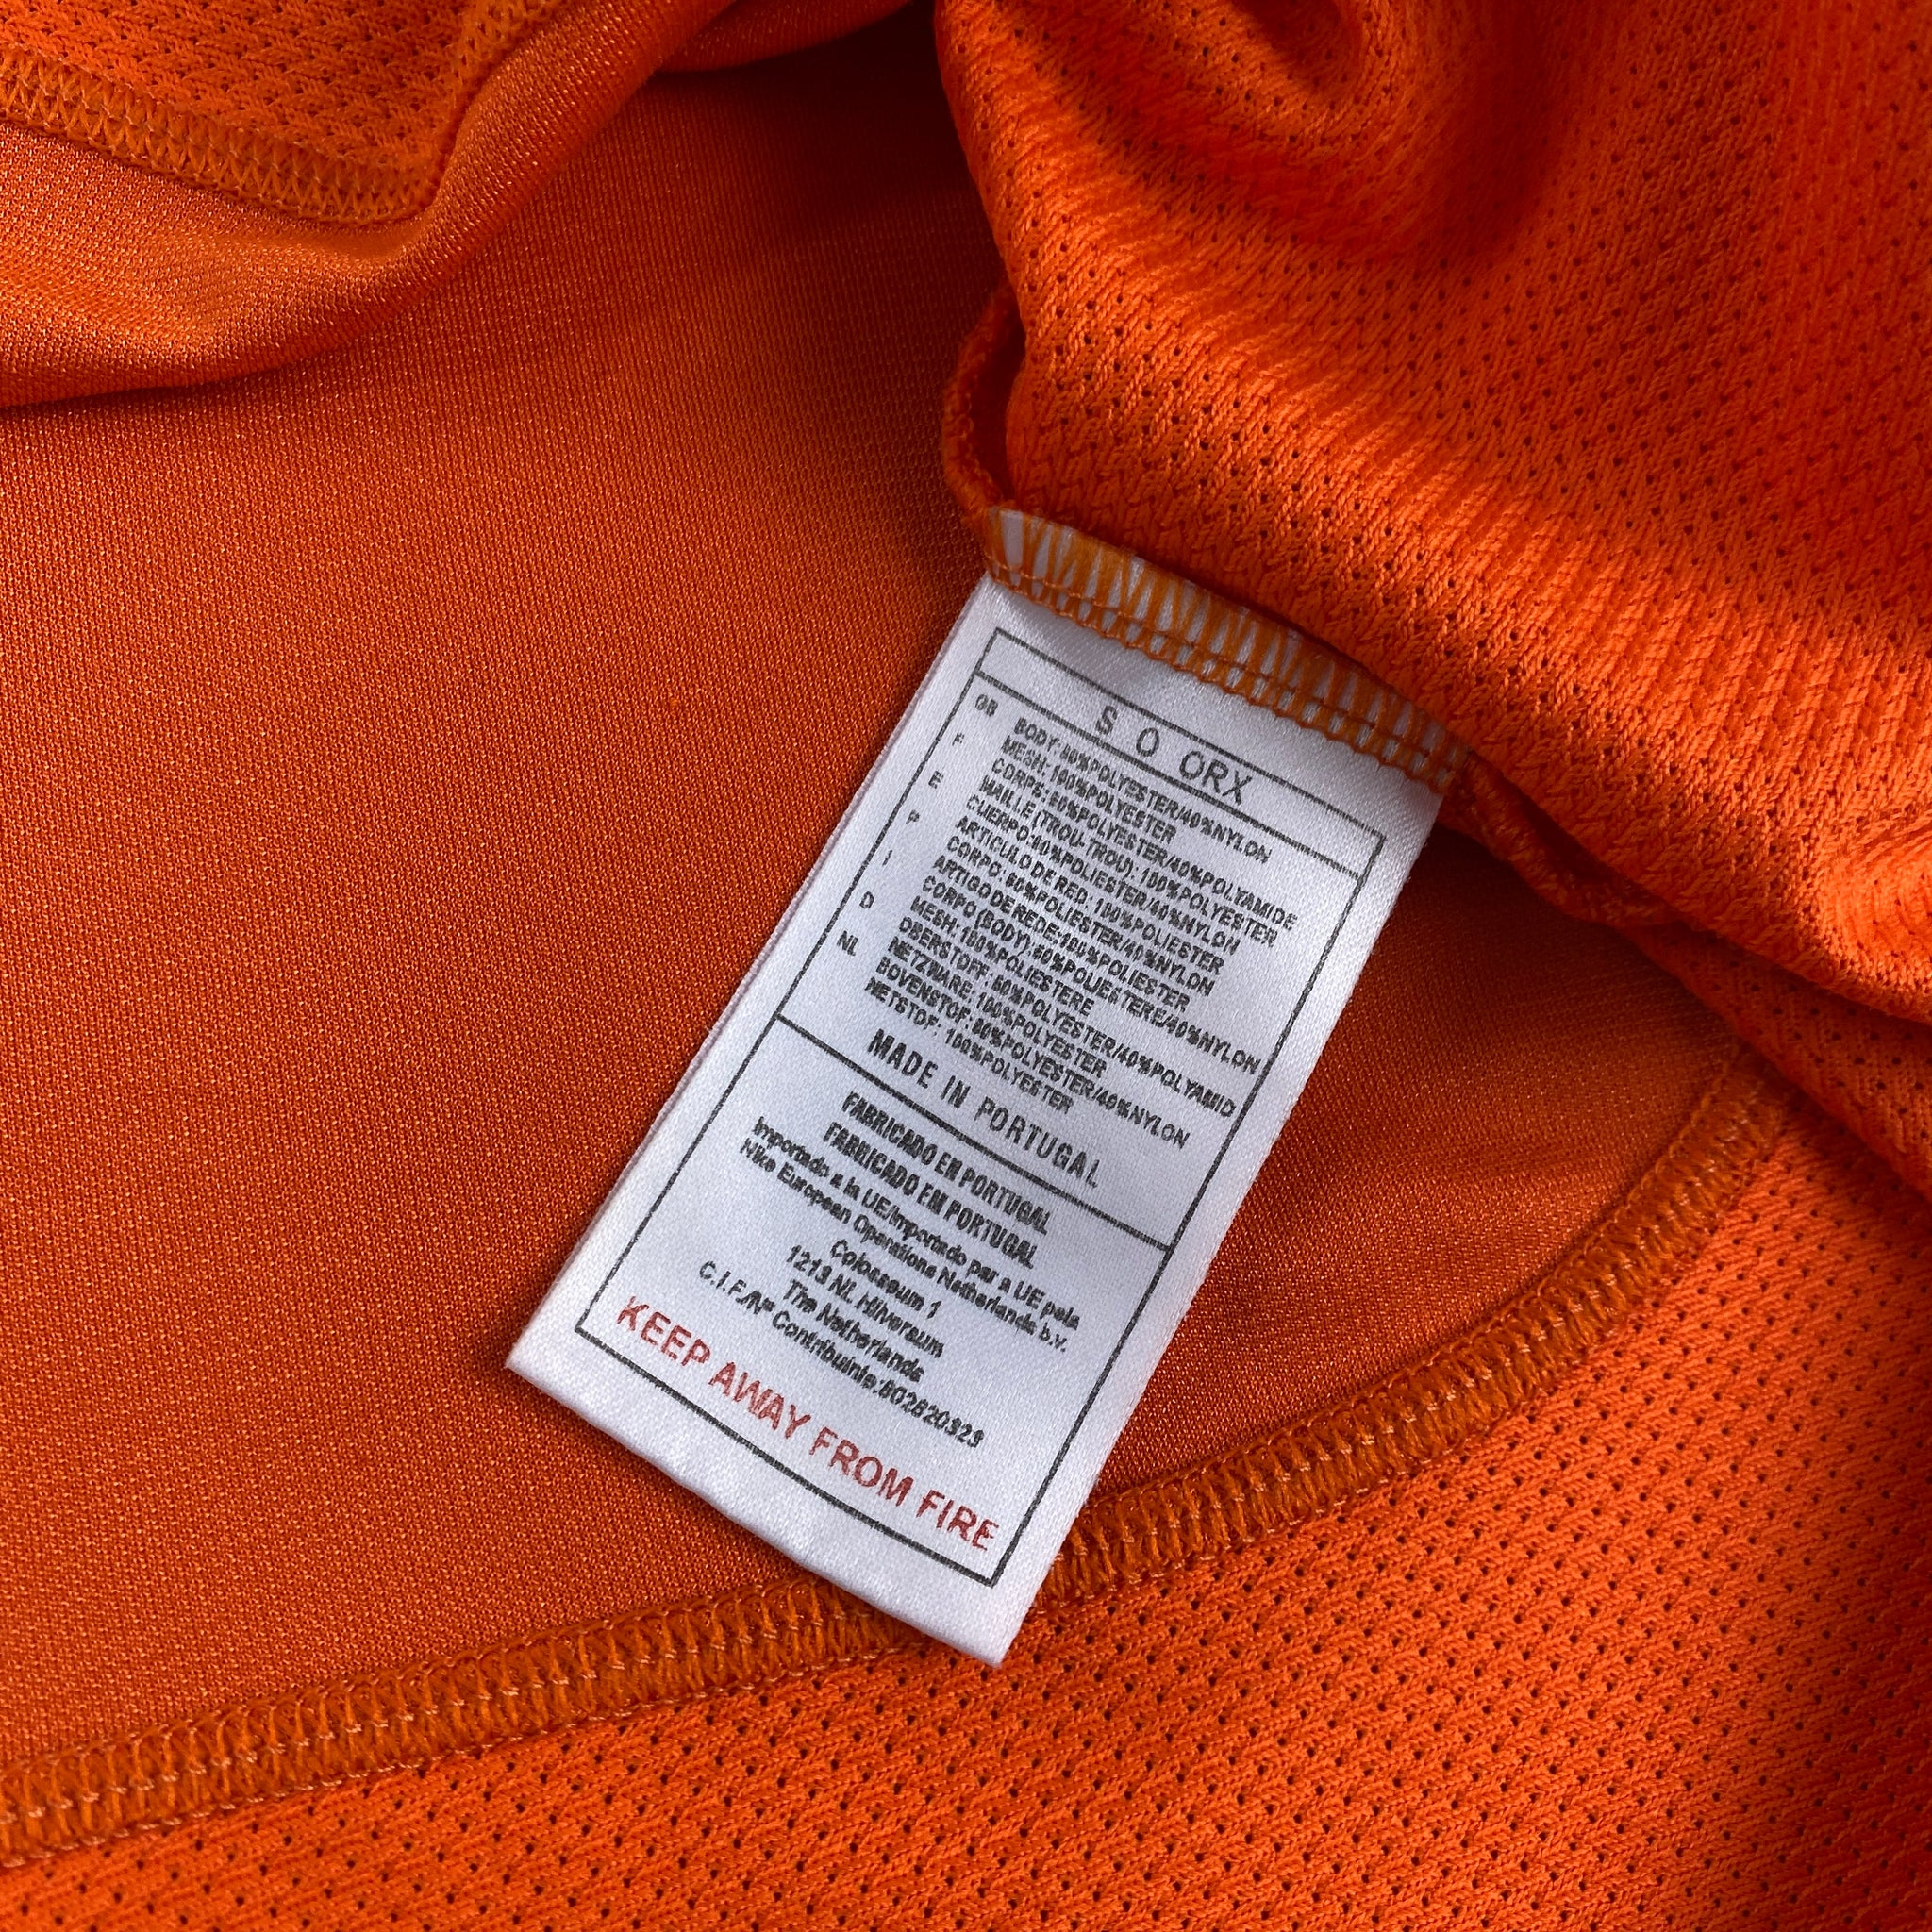 S O ORX
GB BODY:60%POLYESTER/40%NYLON
MESH:100%POLYESTER
F CORPS:60%POLYESTER/40%POLYAMIDE
MAILLE (TROU-TROU): 100%POLYESTER
E CUERPO:60%POLIESTER/40%NYLON
ARTICULO DE RED:100%POLIESTER
P CORPO:60%POLIESTER/40%NYLON
ARTIGO DE REDE:100%POLIESTER
I CORPO (BODY):60%POLIESTERE/40%NYLON
MESH:100%POLIESTERE
D OBERSTOFF:60%POLYESTER/40%POLYAMID
NETZWARE:100%POLYESTER
NL BOVENSTOF:60%POLYESTER/40%NYLON
NETSTOF: 100%POLYESTER
MADE IN PORTUGAL
FABRICADO EN PORTUGAL
FABRICADO EM PORTUGAL
Importado a la UE/Importado par a UE pela
Nike European Operations Netherlands b.v.
Colosseum 1
1213 NL Hilversum
The Netherlands
C.I.F./Nº Contribuinte:602620323
KEEP AWAY FROM FIRE